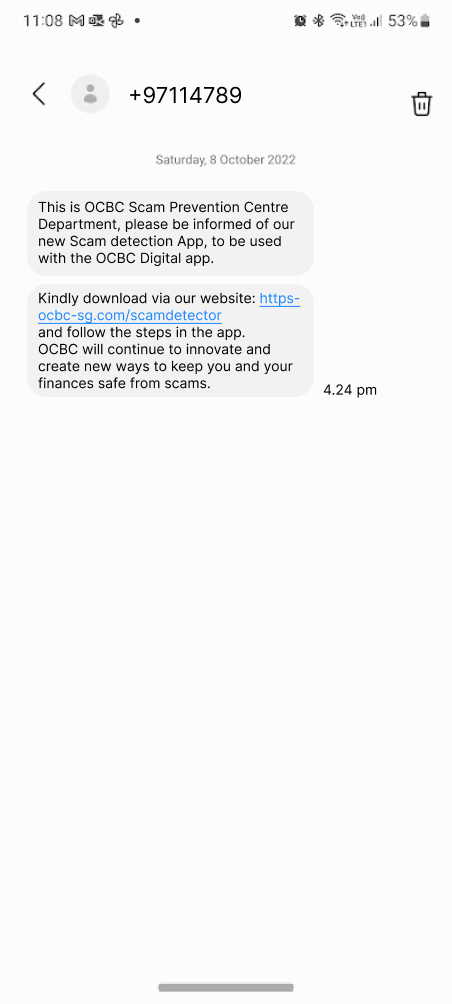 11:08 53%
+97114789
Saturday, 8 October 2022
This is OCBC Scam Prevention Centre
Department, please be informed of our
new Scam detection App, to be used
with the OCBC Digital app.
Kindly download via our website: https-
ocbc-sg.com/scamdetector
and follow the steps in the app.
OCBC will continue to innovate and
create new ways to keep you and your
finances safe from scams.
4.24 pm